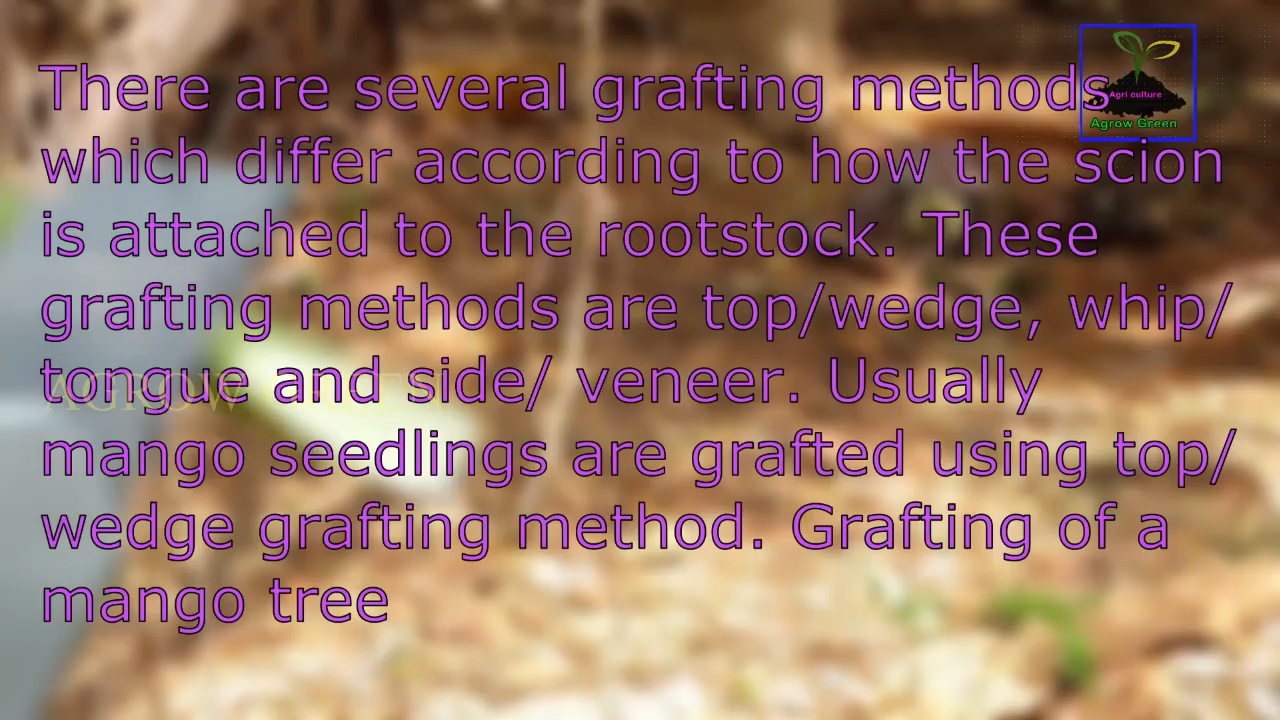 There are several grafting methods
which differ according to how the scion
is attached to the rootstock. These
grafting methods are top/wedge, whip/
tongue and side/ veneer. Usually
mango seedlings are grafted using top/
wedge grafting method. Grafting of a
mango tree
Agri culture
Agrow Green
AGROW